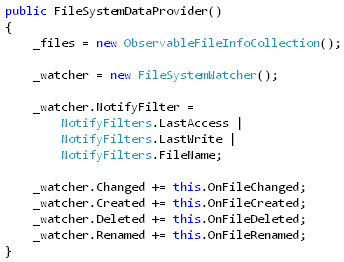 public FileSystemDataProvider()
{
    _files = new ObservableFileInfoCollection();
    _watcher = new FileSystemWatcher();
    _watcher.NotifyFilter =
        NotifyFilters.LastAccess |
        NotifyFilters.LastWrite |
        NotifyFilters.FileName;
    _watcher.Changed += this.OnFileChanged;
    _watcher.Created += this.OnFileCreated;
    _watcher.Deleted += this.OnFileDeleted;
    _watcher.Renamed += this.OnFileRenamed;
}